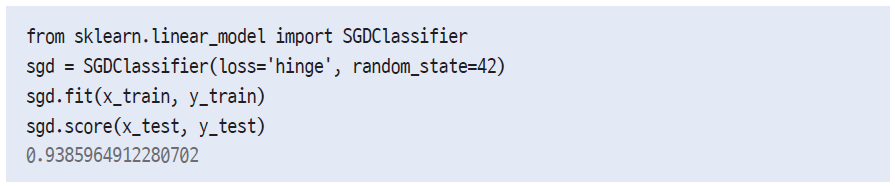 from sklearn.linear_model import SGDClassifier
sgd = SGDClassifier(loss='hinge', random_state=42)
sgd.fit(x_train, y_train)
sgd.score(x_test, y_test)
0.9385964912280702